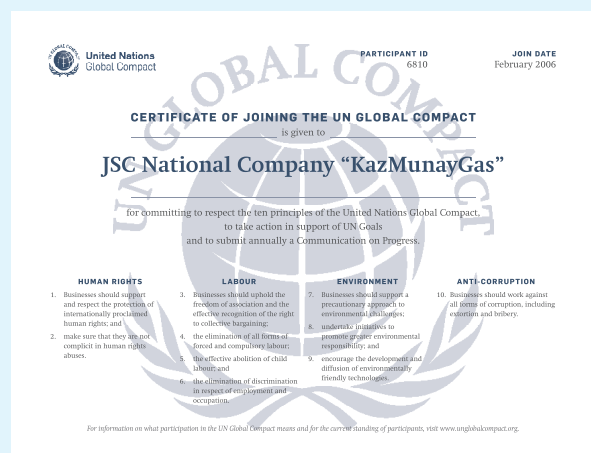 United Nations
Global Compact
PARTICIPANT ID
6810
JOIN DATE
February 2006
UN GLOBAL COMPACT
CERTIFICATE OF JOINING THE UN GLOBAL COMPACT
is given to
JSC National Company “KazMunayGas”
for committing to respect the ten principles of the United Nations Global Compact,
to take action in support of UN Goals
and to submit annually a Communication on Progress.
HUMAN RIGHTS
1. Businesses should support
and respect the protection of
internationally proclaimed
human rights; and
2. make sure that they are not
complicit in human rights
abuses.
LABOUR
3. Businesses should uphold the
freedom of association and the
effective recognition of the right
to collective bargaining;
4. the elimination of all forms of
forced and compulsory labour;
5. the effective abolition of child
labour; and
6. the elimination of discrimination
in respect of employment and
occupation.
ENVIRONMENT
7. Businesses should support a
precautionary approach to
environmental challenges;
8. undertake initiatives to
promote greater environmental
responsibility; and
9. encourage the development and
diffusion of environmentally
friendly technologies.
ANTI-CORRUPTION
10. Businesses should work against
all forms of corruption, including
extortion and bribery.
For information on what participation in the UN Global Compact means and for the current standing of participants, visit www.unglobalcompact.org.